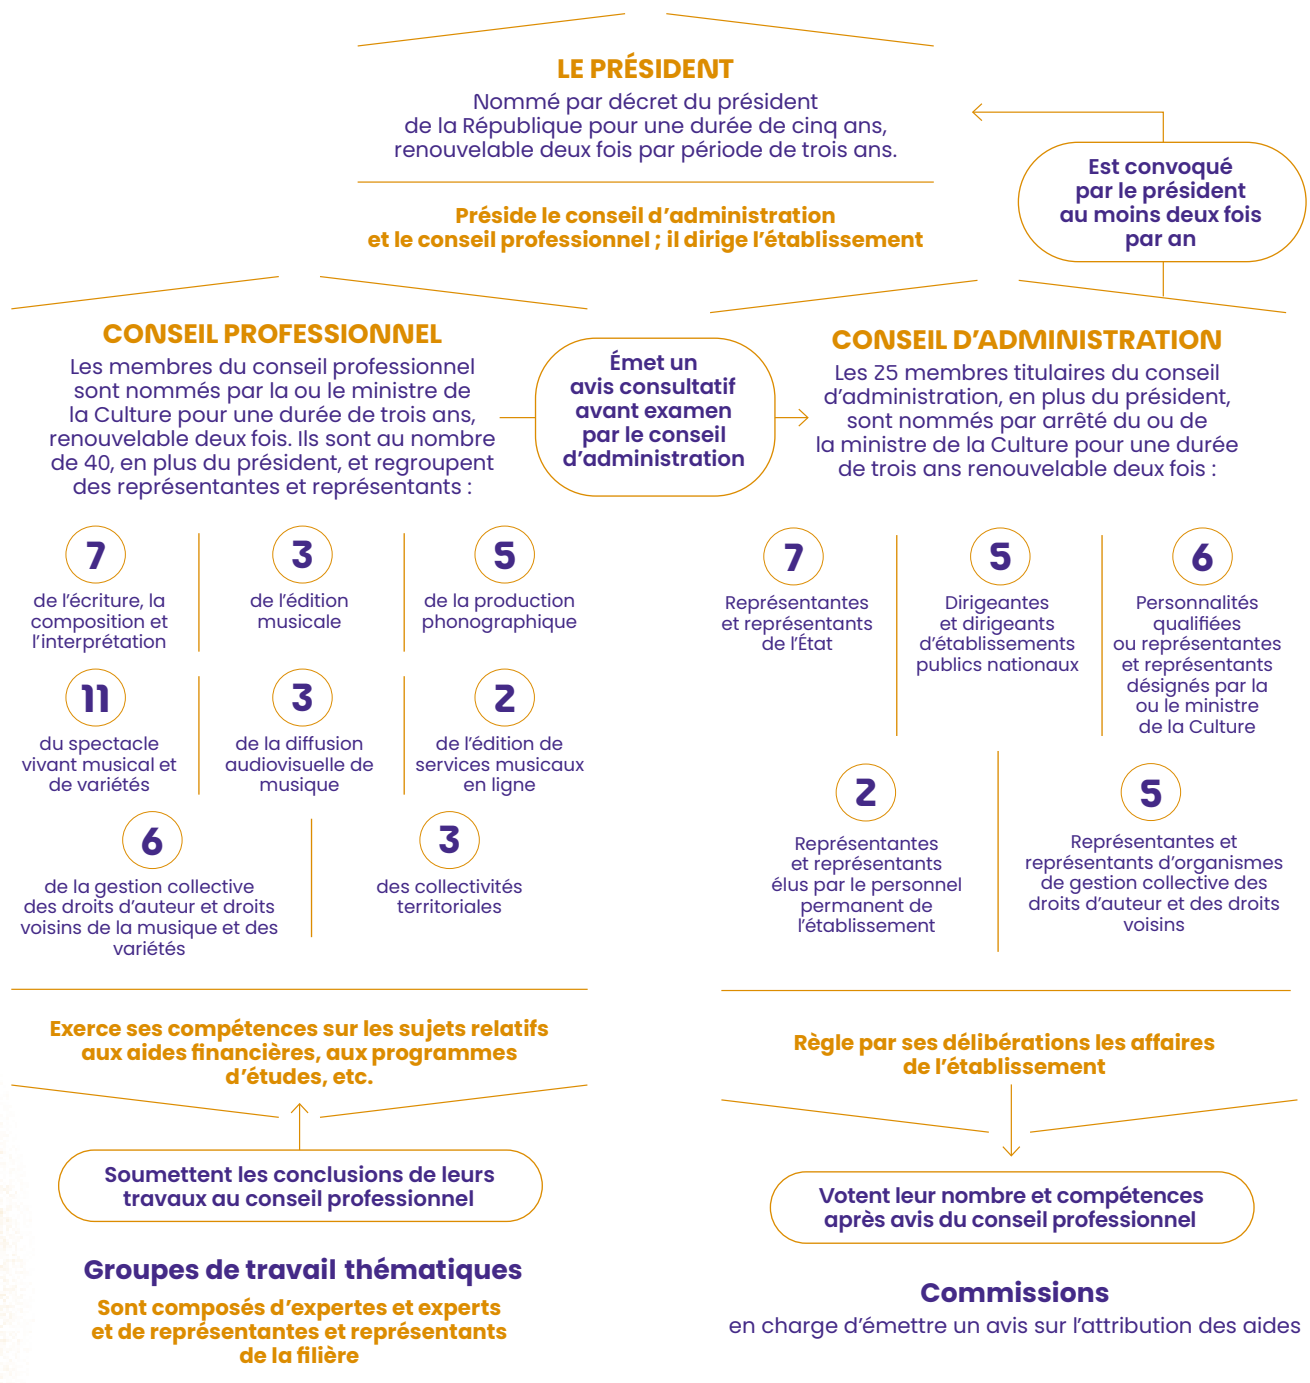 LE PRÉSIDENT
Nommé par décret du président
de la République pour une durée de cinq ans,
renouvelable deux fois par période de trois ans.
Préside le conseil d'administration
et le conseil professionnel ; il dirige l'établissement
Est convoqué
par le président
au moins deux fois
par an
CONSEIL PROFESSIONNEL
Les membres du conseil professionnel
sont nommés par la ou le ministre de
la Culture pour une durée de trois ans,
renouvelable deux fois. Ils sont au nombre
de 40, en plus du président, et regroupent
des représentantes et représentants :
Émet un
avis consultatif
avant examen
par le conseil
d'administration
CONSEIL D'ADMINISTRATION
Les 25 membres titulaires du conseil
d'administration, en plus du président,
sont nommés par arrêté du ou de
la ministre de la Culture pour une durée
de trois ans renouvelable deux fois :
7
de l'écriture, la
composition et
l'interprétation
3
de l'édition
musicale
5
de la production
phonographique
11
du spectacle
vivant musical et
de variétés
3
de la diffusion
audiovisuelle de
musique
2
de l'édition de
services musicaux
en ligne
6
de la gestion collective
des droits d'auteur et droits
voisins de la musique et des
variétés
3
des collectivités
territoriales
7
Représentantes
et représentants
de l'État
5
Dirigeantes
et dirigeants
d'établissements
publics nationaux
6
Personnalités
qualifiées
ou représentantes
et représentants
désignés par la
ou le ministre
de la Culture
2
Représentantes
et représentants
élus par le personnel
permanent de
l'établissement
5
Représentantes et
représentants d'organismes
de gestion collective des
droits d'auteur et des droits
voisins
Exerce ses compétences sur les sujets relatifs
aux aides financières, aux programmes
d'études, etc.
Soumettent les conclusions de leurs
travaux au conseil professionnel
Groupes de travail thématiques
Sont composés d'expertes et experts
et de représentantes et représentants
de la filière
Règle par ses délibérations les affaires
de l'établissement
Votent leur nombre et compétences
après avis du conseil professionnel
Commissions
en charge d'émettre un avis sur l'attribution des aides